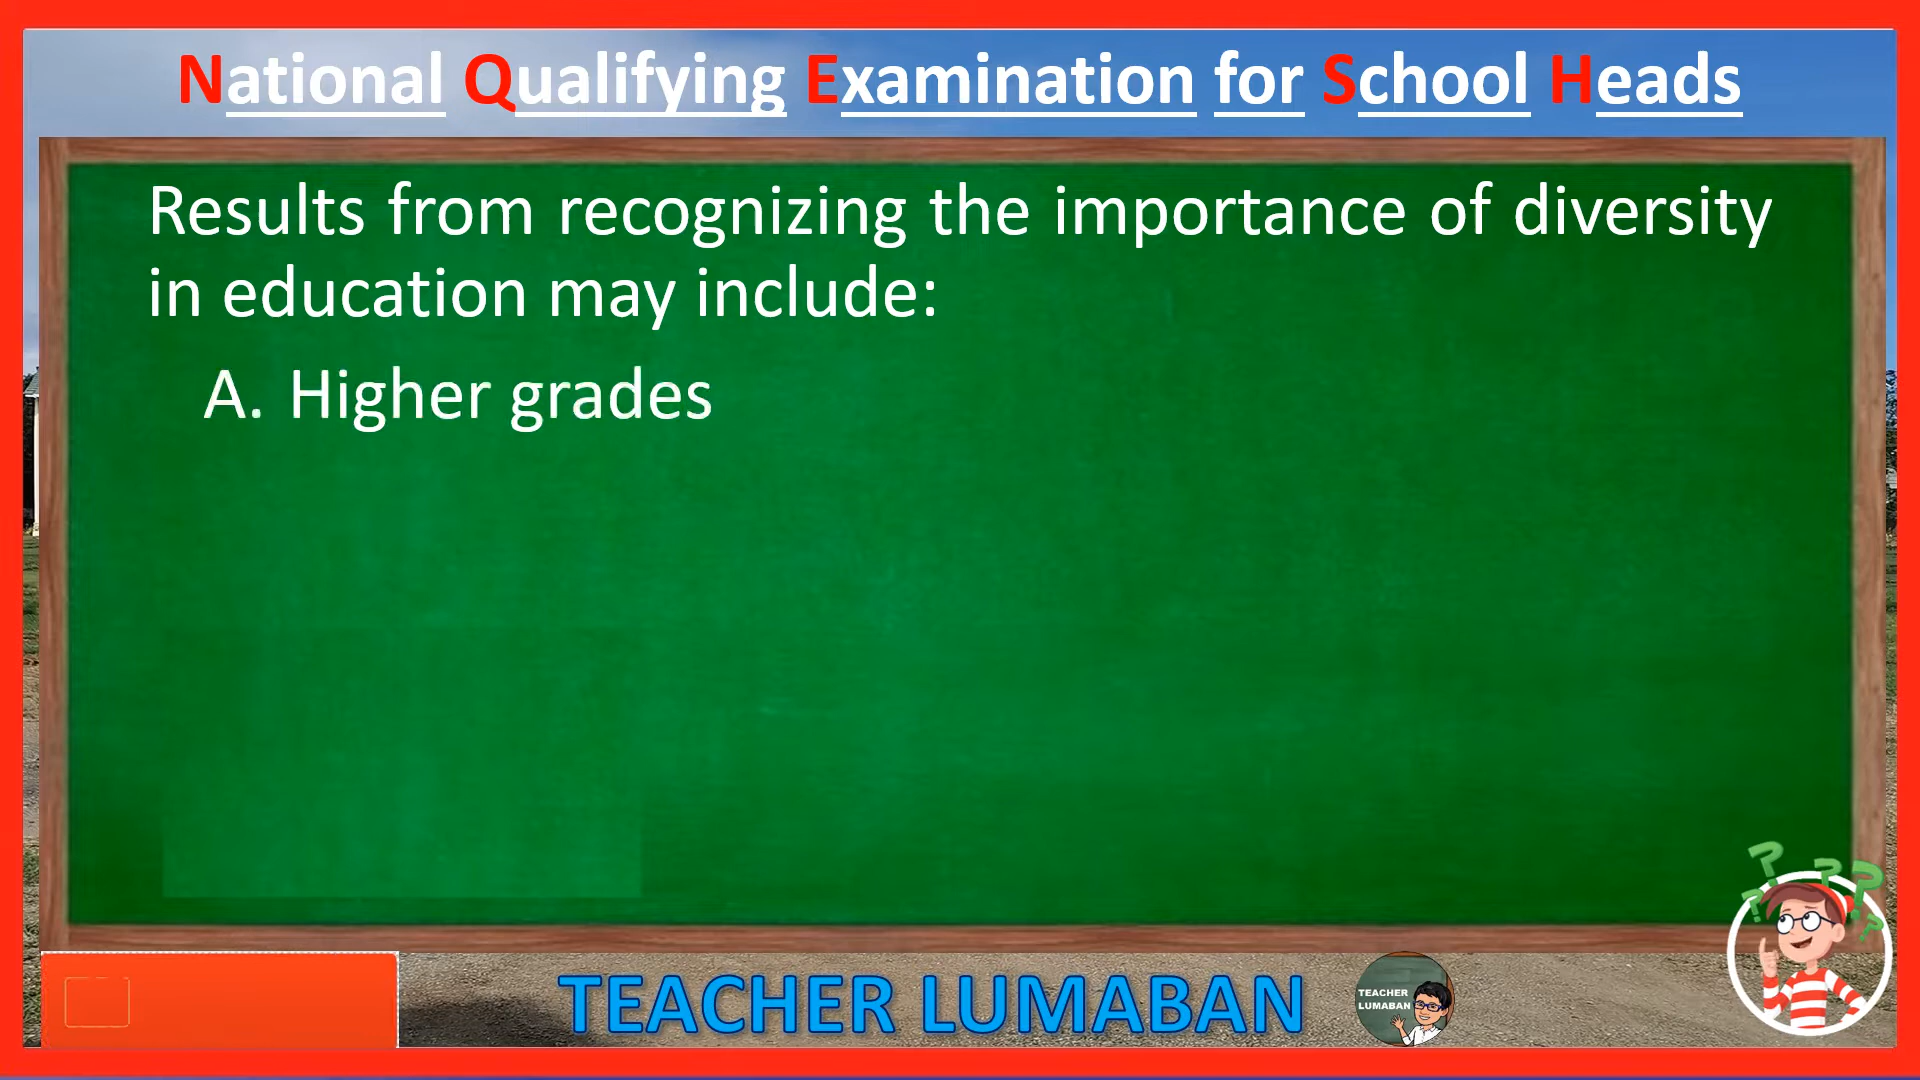 National Qualifying Examination for School Heads
Results from recognizing the importance of diversity
in education may include:
A. Higher grades
TEACHER LUMABAN
TEACHER
LUMABAN